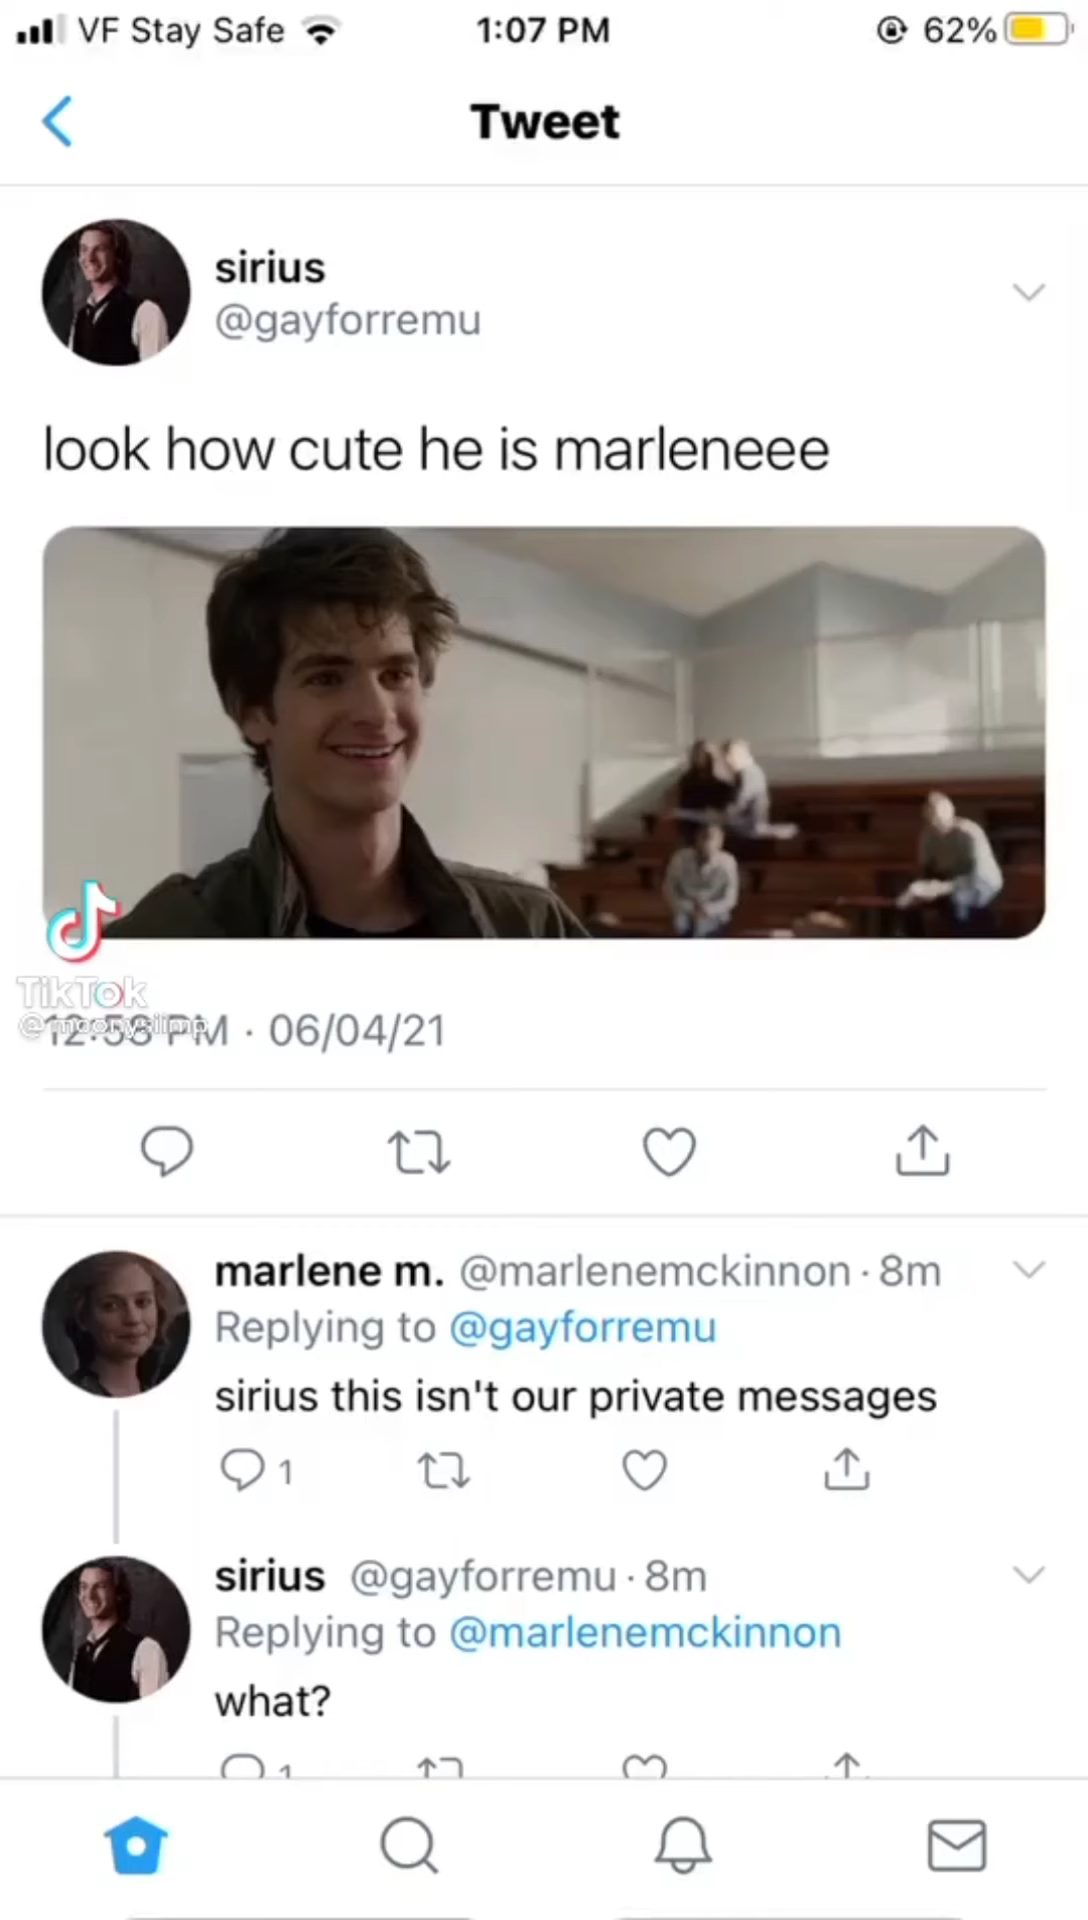 VF Stay Safe 1:07 PM 62%
Tweet
sirius
@gayforremu
look how cute he is marleneee
TikTok
@moonysiimp
12:53 PM · 06/04/21
marlene m. @marlenemckinnon · 8m
Replying to @gayforremu
sirius this isn't our private messages
1
sirius @gayforremu · 8m
Replying to @marlenemckinnon
what?
1